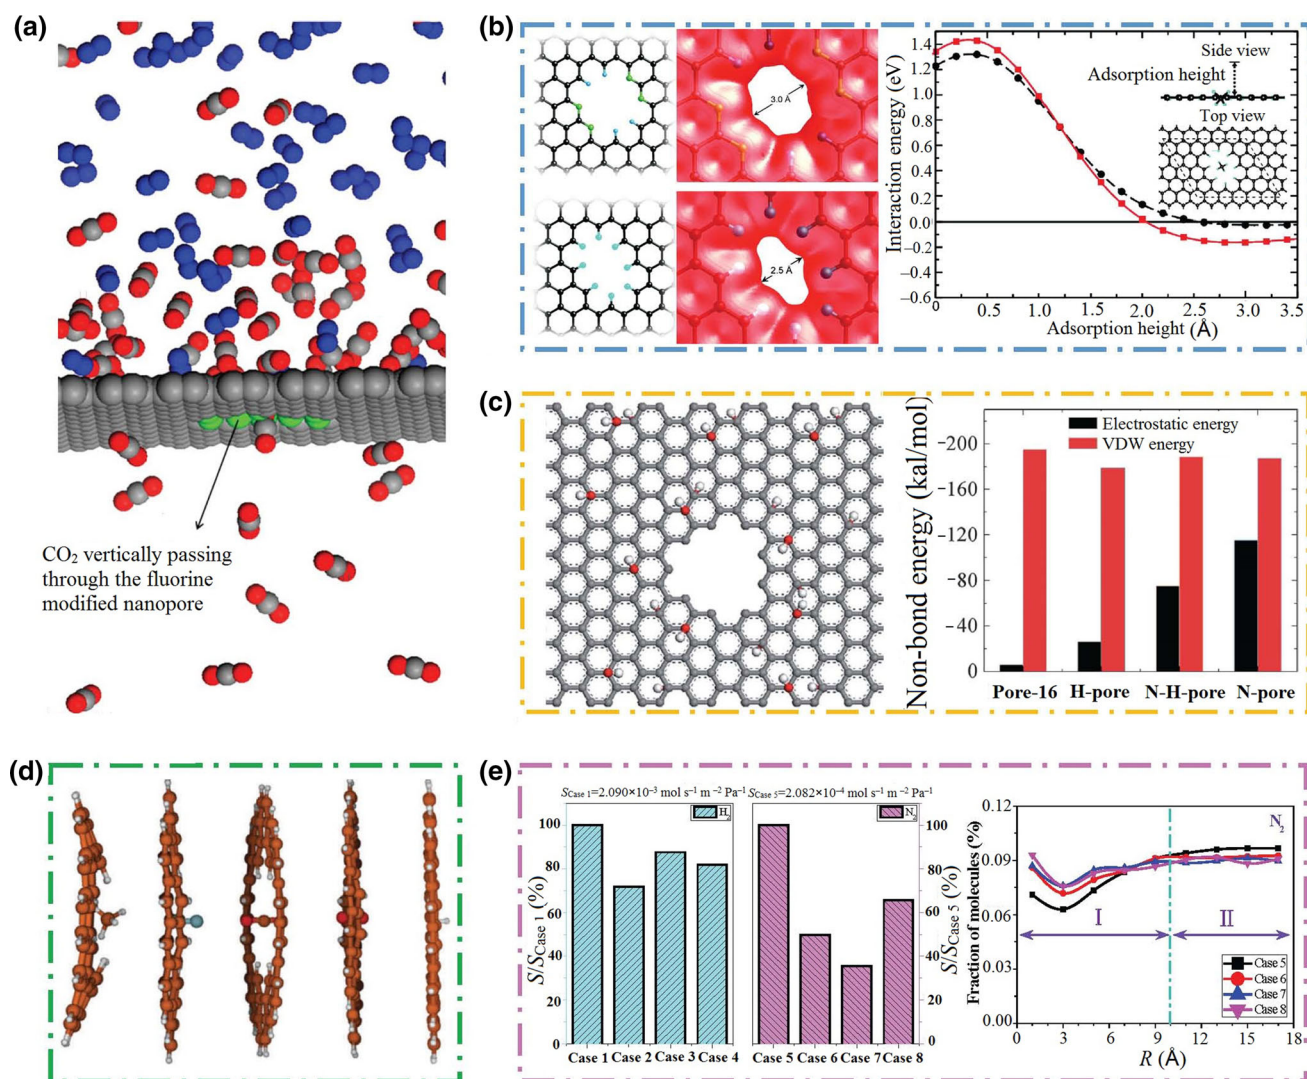 (a)
CO₂ vertically passing
through the fluorine
modified nanopore
(b)
3.0 Å
2.5 Å
Interaction energy (eV)
1.4
1.2
1.0
0.8
0.6
0.4
0.2
0.0
−0.2
−0.4
−0.6
Side view
Adsorption height
Top view
0
0.5
1.0
1.5
2.0
2.5
3.0
3.5
Adsorption height (Å)
(c)
Non-bond energy (kal/mol)
−200
−160
−120
−80
−40
0
Electrostatic energy
VDW energy
Pore-16 H-pore N-H-pore N-pore
(d)
(e)
S_Case 1=2.090×10⁻³ mol s⁻¹ m⁻² Pa⁻¹
S_Case 5=2.082×10⁻⁴ mol s⁻¹ m⁻² Pa⁻¹
S/S_Case 1 (%)
100
80
60
40
20
0
H₂
Case 1 Case 2 Case 3 Case 4
N₂
Case 5 Case 6 Case 7 Case 8
100
80
60
40
20
0
S/S_Case 5 (%)
Fraction of molecules (%)
0.12
0.09
0.06
0.03
0.00
N₂
I
II
Case 5
Case 6
Case 7
Case 8
0 3 6 9 12 15 18
R (Å)